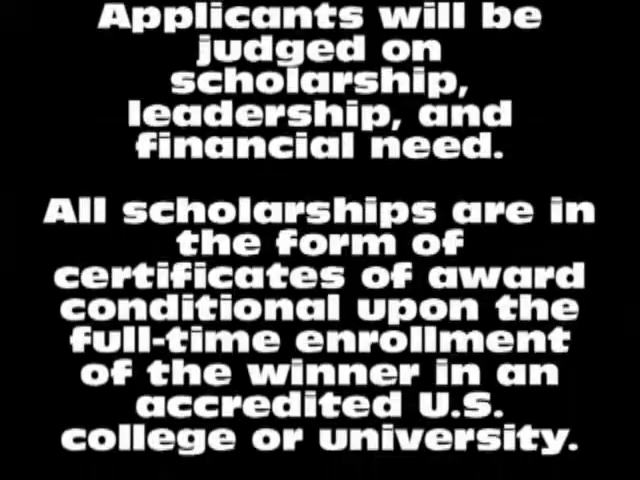 Applicants will be
judged on
scholarship,
leadership, and
financial need.
All scholarships are in
the form of
certificates of award
conditional upon the
full-time enrollment
of the winner in an
accredited U.S.
college or university.